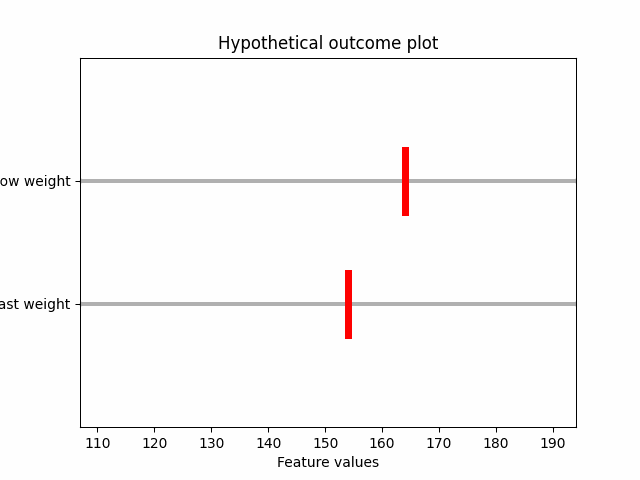 Hypothetical outcome plot
ow weight
ast weight
110 120 130 140 150 160 170 180 190
Feature values